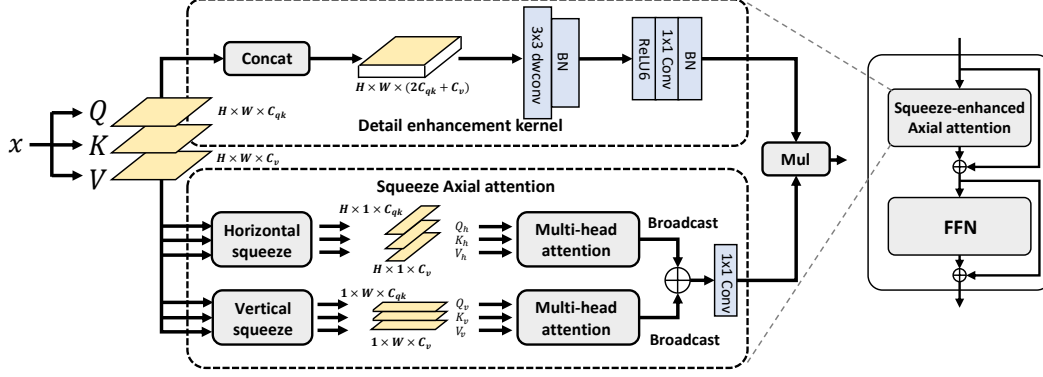 Concat
H × W × (2C_qk + C_v)
3x3 dwconv
BN
ReLU6
1x1 Conv
BN
Detail enhancement kernel
x
Q
K
V
H × W × C_qk
H × W × C_v
Mul
Squeeze Axial attention
Horizontal
squeeze
H × 1 × C_qk
H × 1 × C_v
Q_h
K_h
V_h
Multi-head
attention
Broadcast
Vertical
squeeze
1 × W × C_qk
1 × W × C_v
Q_v
K_v
V_v
Multi-head
attention
Broadcast
1x1 Conv
Squeeze-enhanced
Axial attention
FFN